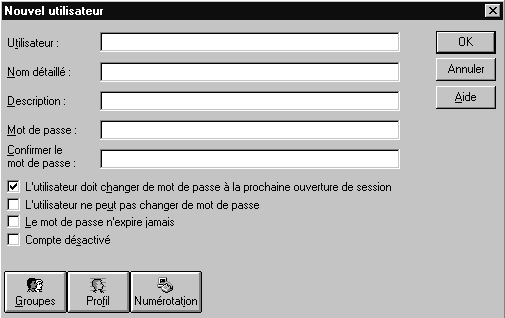 Nouvel utilisateur
Utilisateur :
OK
Nom détaillé :
Annuler
Description :
Aide
Mot de passe :
Confirmer le
mot de passe :
L'utilisateur doit changer de mot de passe à la prochaine ouverture de session
L'utilisateur ne peut pas changer de mot de passe
Le mot de passe n'expire jamais
Compte désactivé
Groupes
Profil
Numérotation